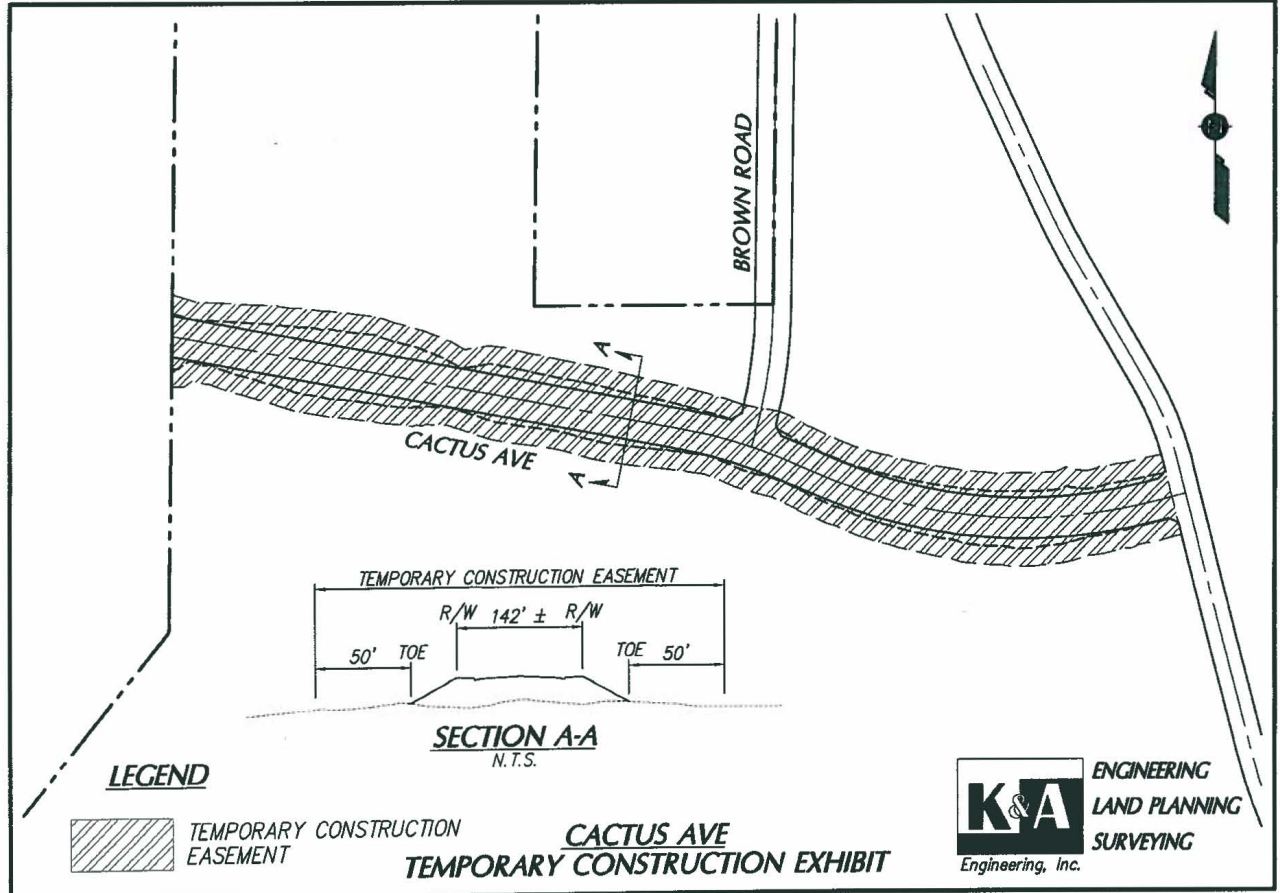 BROWN ROAD
N
A
A
CACTUS AVE
TEMPORARY CONSTRUCTION EASEMENT
R/W 142' ± R/W
50' TOE TOE 50'
SECTION A-A
N.T.S.
LEGEND
TEMPORARY CONSTRUCTION
EASEMENT
CACTUS AVE
TEMPORARY CONSTRUCTION EXHIBIT
K&A
Engineering, Inc.
ENGINEERING
LAND PLANNING
SURVEYING